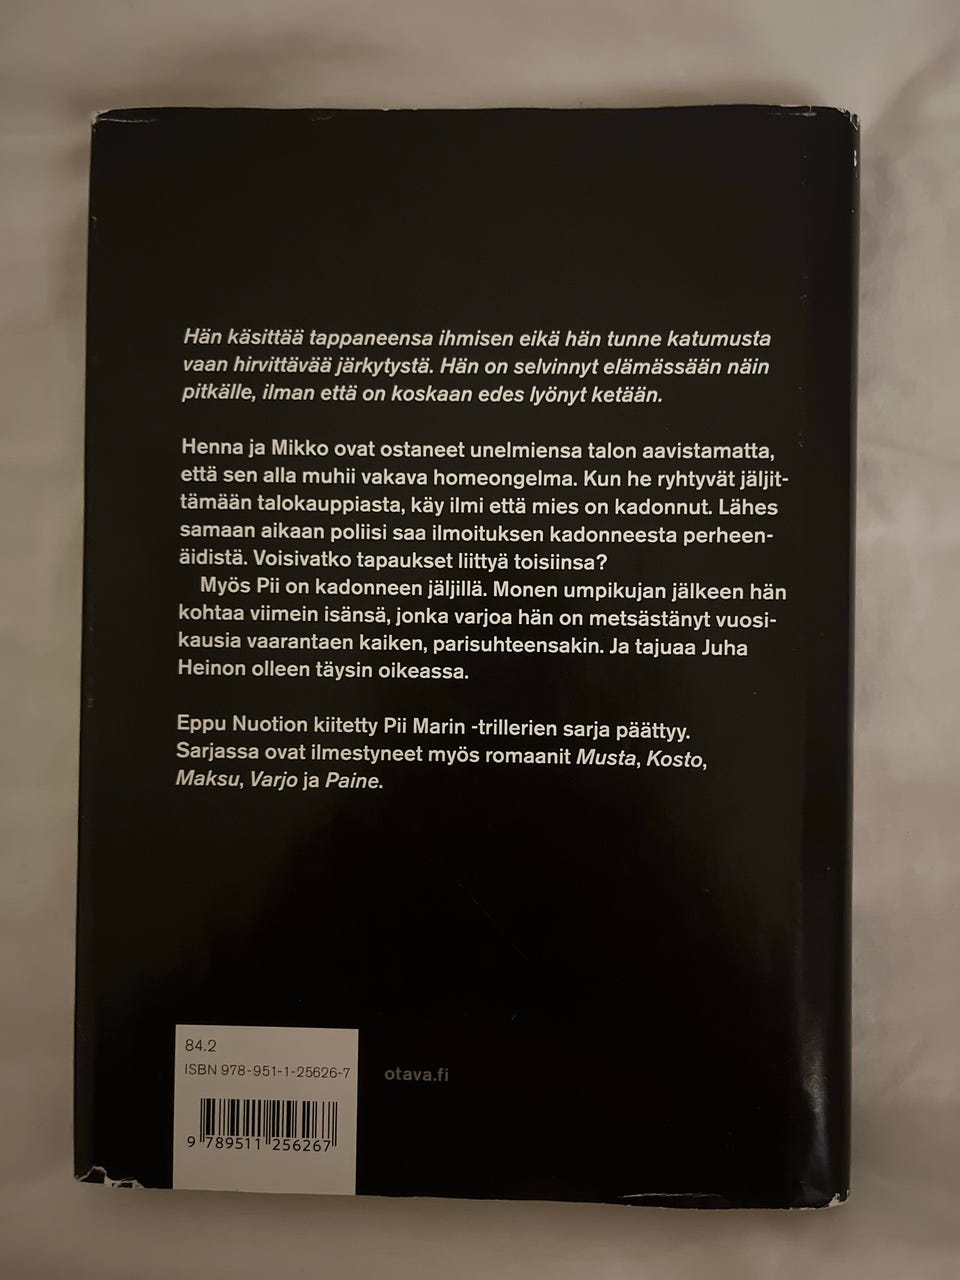 Hän käsittää tappaneensa ihmisen eikä hän tunne katumusta
vaan hirvittävää järkytystä. Hän on selvinnyt elämässään näin
pitkälle, ilman että on koskaan edes lyönyt ketään.
Henna ja Mikko ovat ostaneet unelmiensa talon aavistamatta,
että sen alla muhii vakava homeongelma. Kun he ryhtyvät jäljit-
tämään talokauppiasta, käy ilmi että mies on kadonnut. Lähes
samaan aikaan poliisi saa ilmoituksen kadonneesta perheen-
äidistä. Voisivatko tapaukset liittyä toisiinsa?
Myös Pii on kadonneen jäljillä. Monen umpikujan jälkeen hän
kohtaa viimein isänsä, jonka varjoa hän on metsästänyt vuosi-
kausia vaarantaen kaiken, parisuhteensakin. Ja tajuaa Juha
Heinon olleen täysin oikeassa.
Eppu Nuotion kiitetty Pii Marin -trillerien sarja päättyy.
Sarjassa ovat ilmestyneet myös romaanit Musta, Kosto,
Maksu, Varjo ja Paine.
84.2
ISBN 978-951-1-25626-7
otava.fi
9 789511 256267